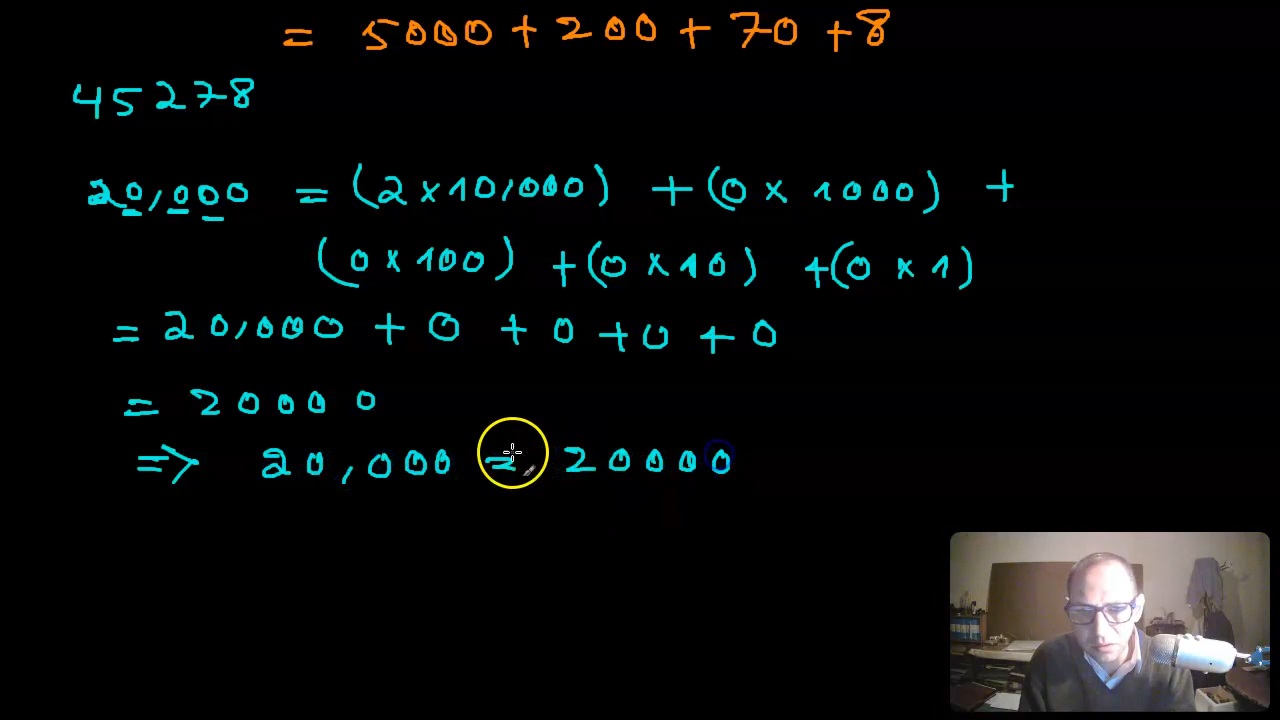 = 5000 + 200 + 70 + 8
45278
20,000 = (2 × 10,000) + (0 × 1000) +
(0 × 100) + (0 × 10) + (0 × 1)
= 20,000 + 0 + 0 + 0 + 0
= 20000
=> 20,000 = 20000